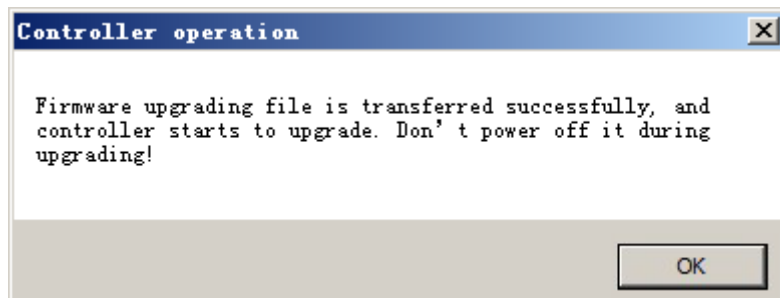 Controller operation
Firmware upgrading file is transferred successfully, and
controller starts to upgrade. Don’t power off it during
upgrading!
OK